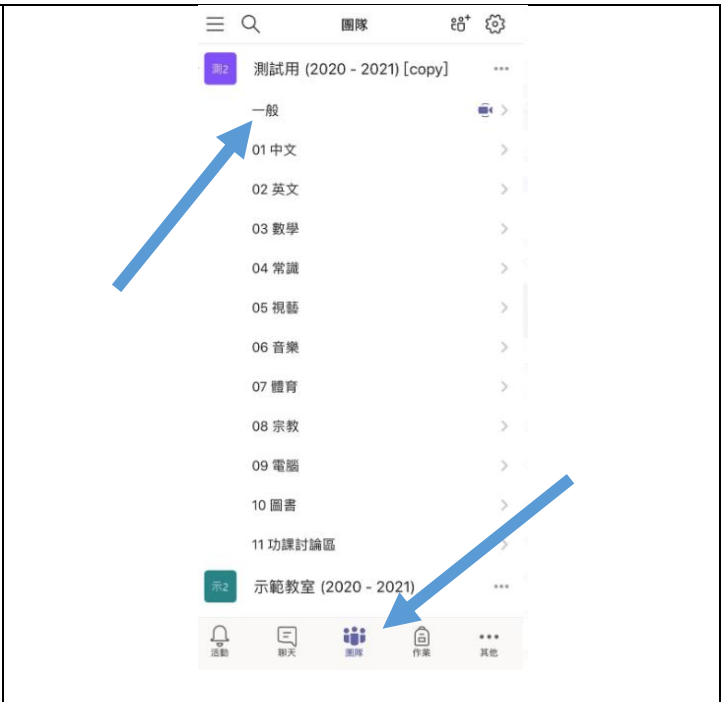 團隊
測2 測試用 (2020 - 2021) [copy] ...
一般
01 中文
02 英文
03 數學
04 常識
05 視藝
06 音樂
07 體育
08 宗教
09 電腦
10 圖書
11 功課討論區
示2 示範教室 (2020 - 2021) ...
活動 聊天 團隊 作業 其他